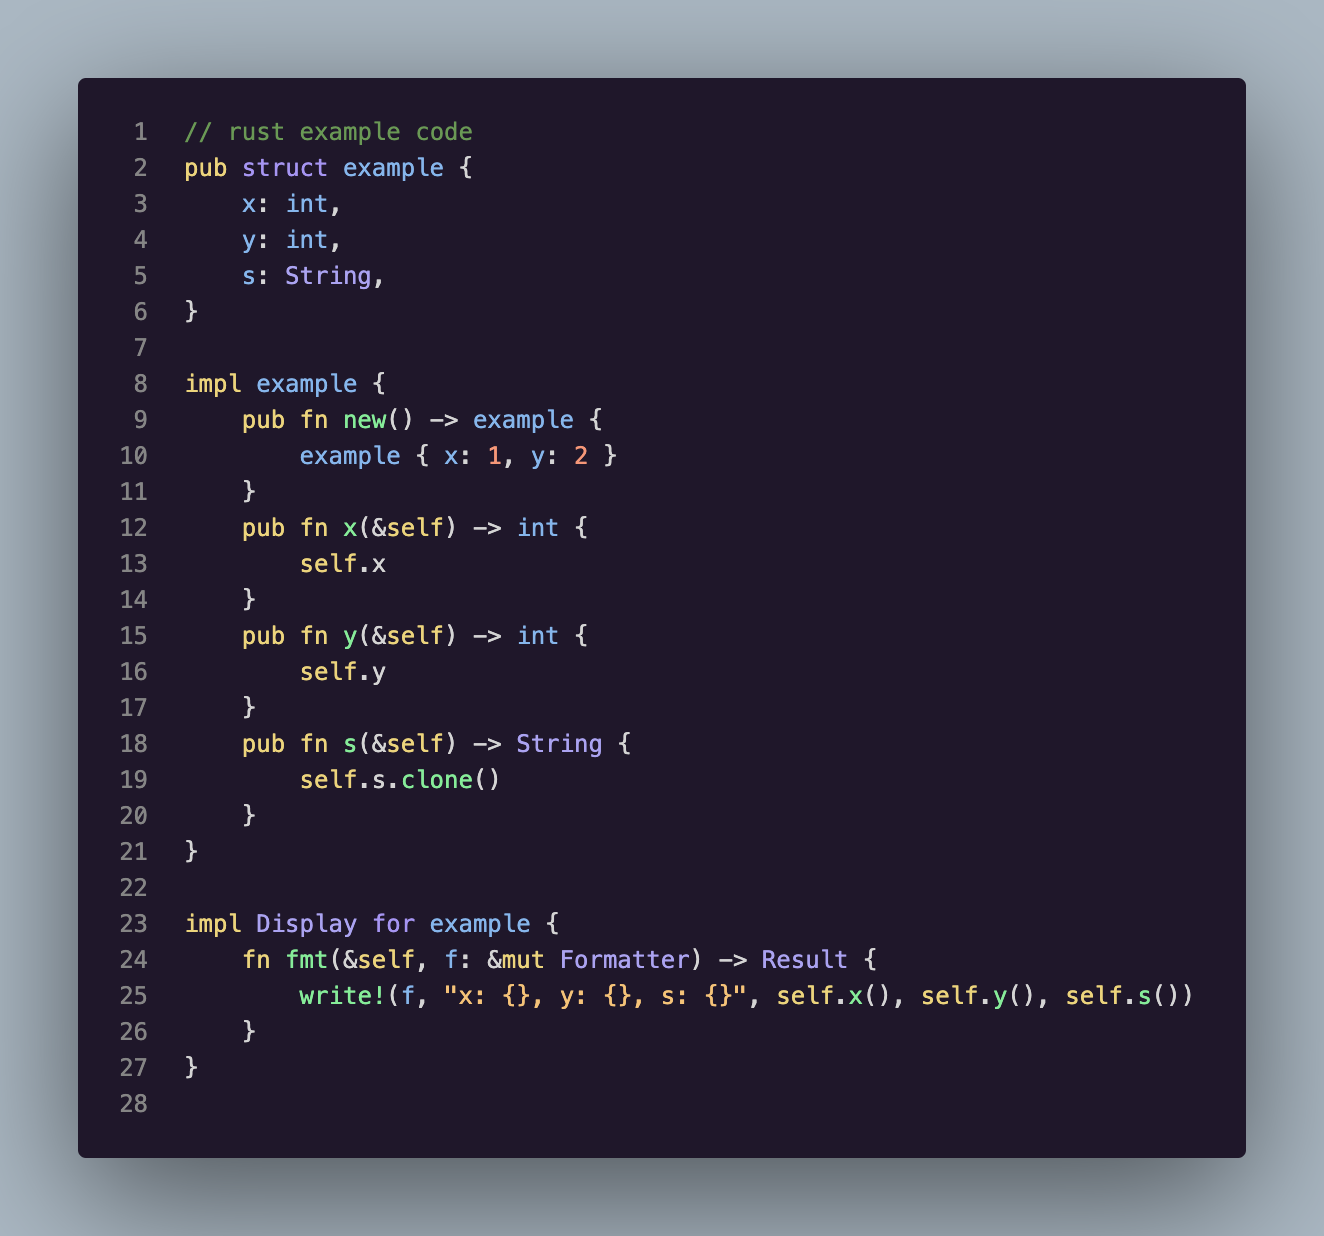 1 // rust example code
2 pub struct example {
3     x: int,
4     y: int,
5     s: String,
6 }
7
8 impl example {
9     pub fn new() -> example {
10         example { x: 1, y: 2 }
11     }
12     pub fn x(&self) -> int {
13         self.x
14     }
15     pub fn y(&self) -> int {
16         self.y
17     }
18     pub fn s(&self) -> String {
19         self.s.clone()
20     }
21 }
22
23 impl Display for example {
24     fn fmt(&self, f: &mut Formatter) -> Result {
25         write!(f, "x: {}, y: {}, s: {}", self.x(), self.y(), self.s())
26     }
27 }
28